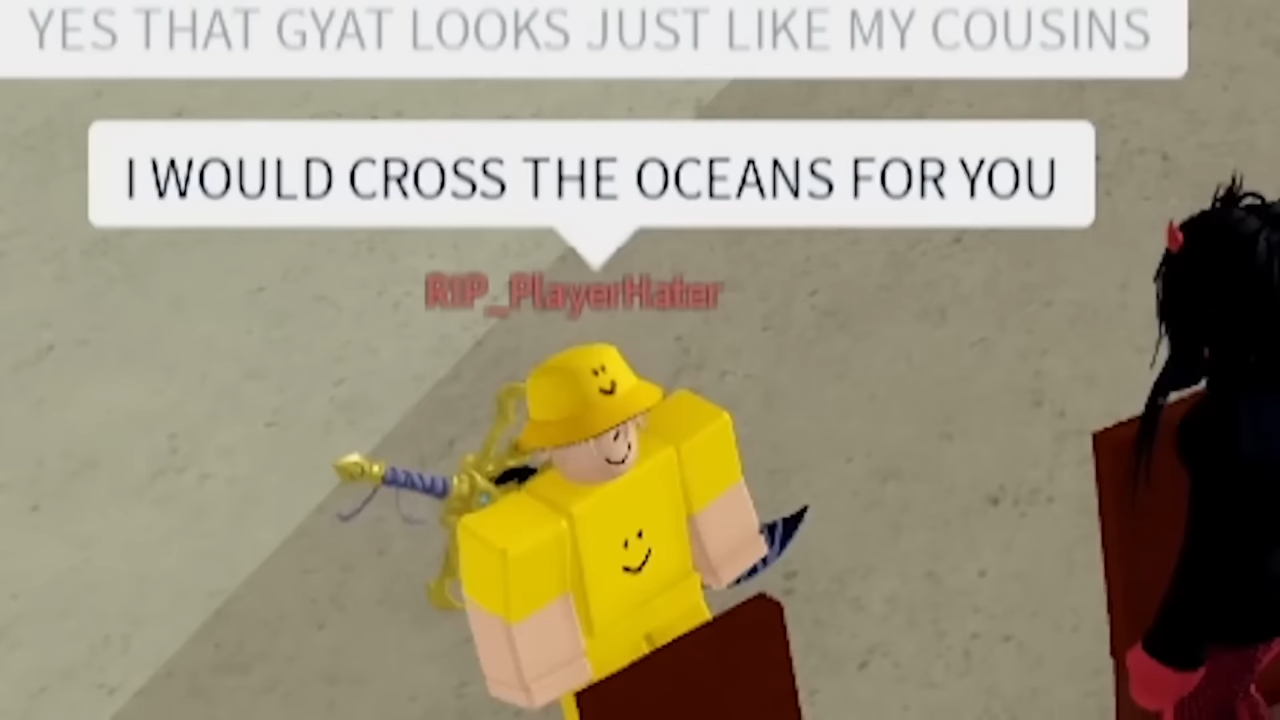 YES THAT GYAT LOOKS JUST LIKE MY COUSINS
I WOULD CROSS THE OCEANS FOR YOU
RIP_PlayerHater